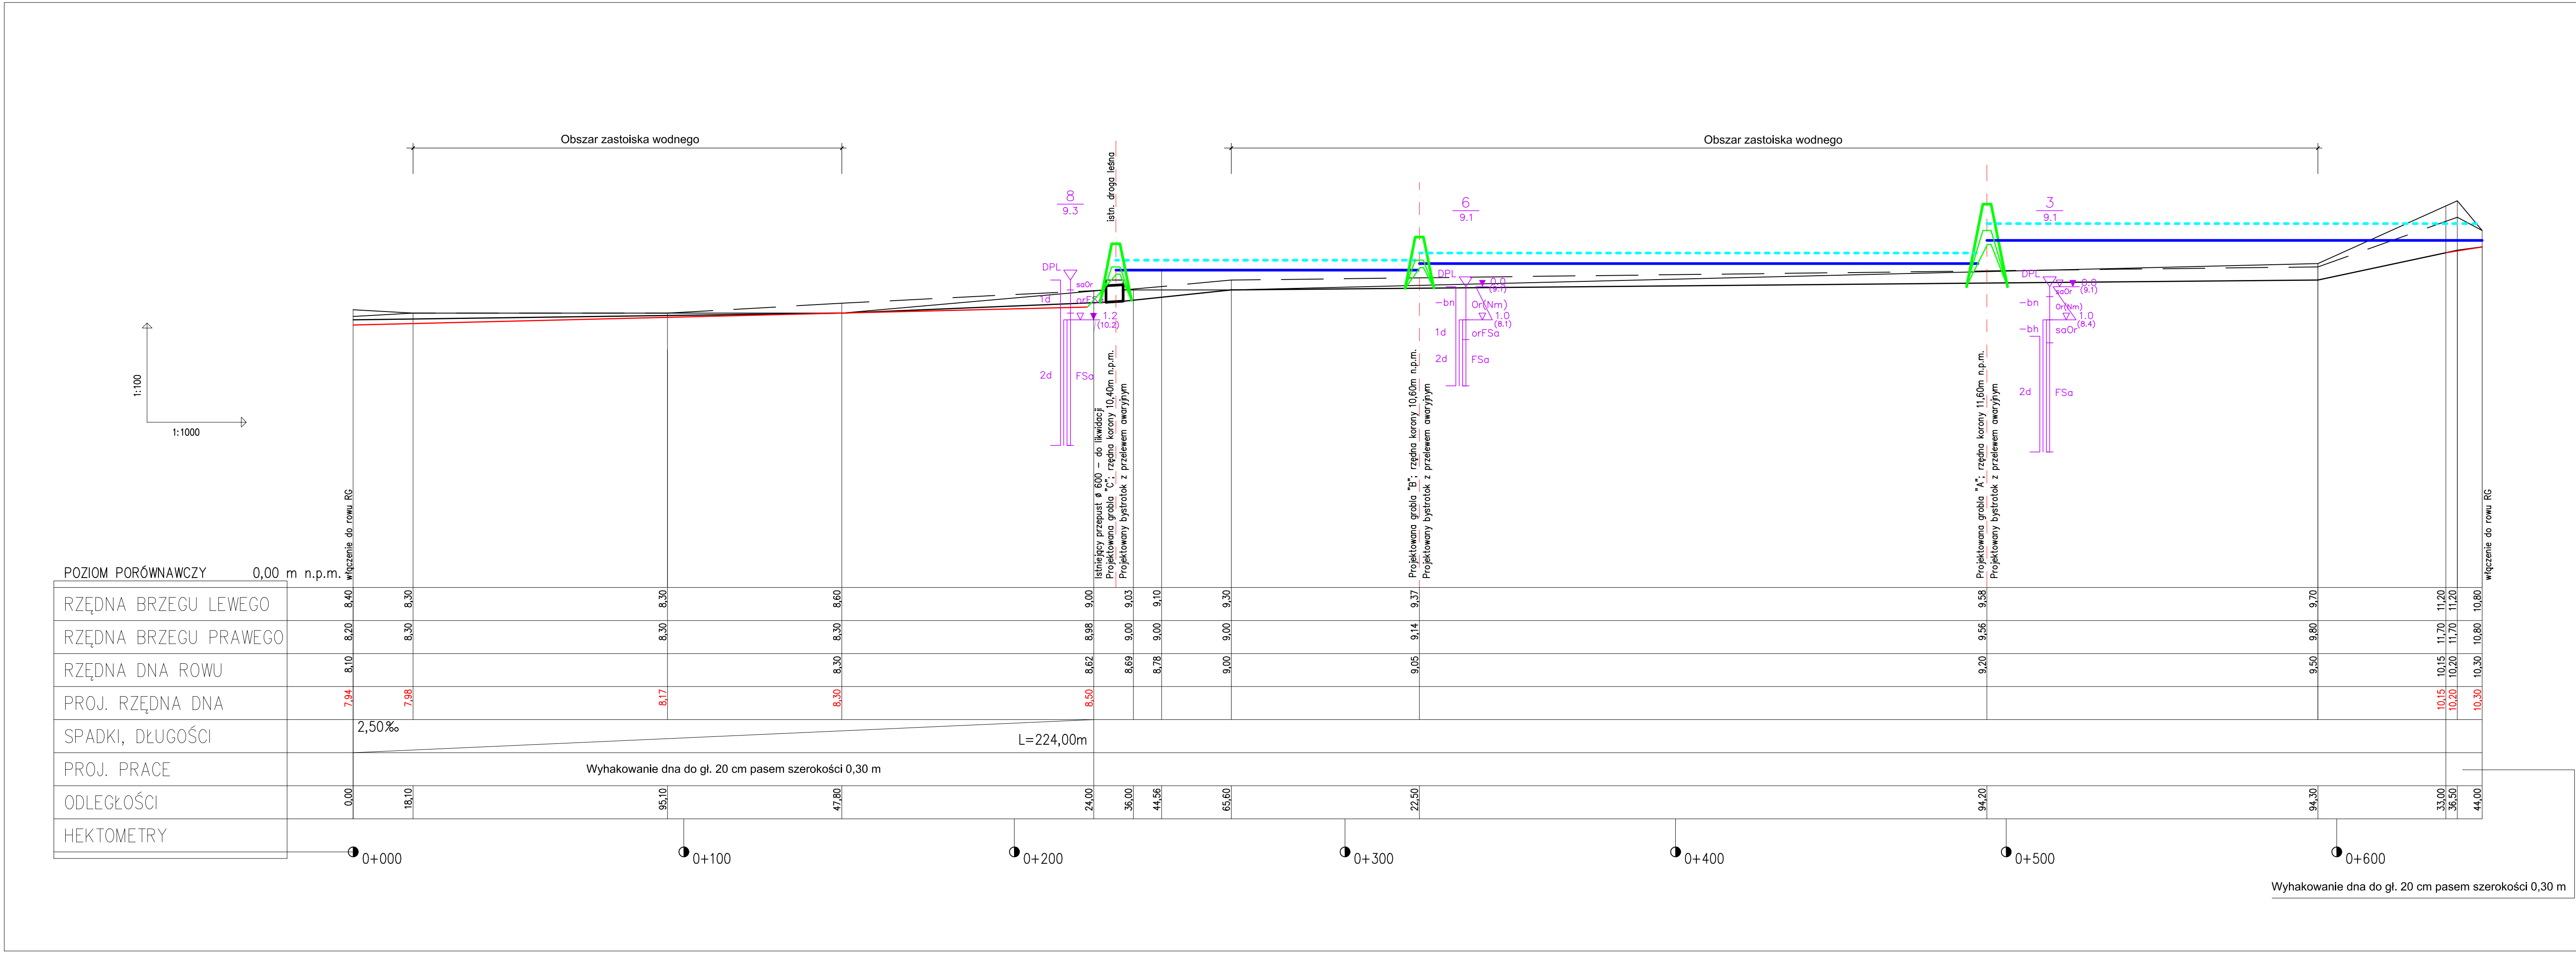 Obszar zastoiska wodnego
Obszar zastoiska wodnego
istn. droga leśna
8
9.3
6
9.1
3
9.1
DPL
saOr
1d
orFSa
1.2
(10.2)
2d
FSa
DPL
0.0
(9.1)
-bn
Or(Nm)
1.0
(8.1)
1d
orFSa
2d
FSa
DPL
0.0
(9.1)
saOr
-bn
Or(Nm)
1.0
(8.4)
-bh
saOr
2d
FSa
1:100
1:1000
włączenie do rowu RG
Istniejący przepust ø 600 – do likwidacji
Projektowana grobla "C"; rzędna korony 10,40m n.p.m.
Projektowany bystrotok z przelewem awaryjnym
Projektowana grobla "B"; rzędna korony 10,60m n.p.m.
Projektowany bystrotok z przelewem awaryjnym
Projektowana grobla "A"; rzędna korony 11,60m n.p.m.
Projektowany bystrotok z przelewem awaryjnym
włączenie do rowu RG
POZIOM PORÓWNAWCZY 0,00 m n.p.m.
RZĘDNA BRZEGU LEWEGO 8,40 8,30 8,30 8,60 9,00 9,03 9,10 9,30 9,37 9,58 9,70 11,20 11,20 10,80
RZĘDNA BRZEGU PRAWEGO 8,20 8,30 8,30 8,30 8,98 9,00 9,00 9,00 9,14 9,56 9,80 11,70 11,70 10,80
RZĘDNA DNA ROWU 8,10 8,30 8,62 8,69 8,78 9,00 9,05 9,20 9,50 10,15 10,20 10,30
PROJ. RZĘDNA DNA 7,94 7,98 8,17 8,30 8,50 10,15 10,20 10,30
SPADKI, DŁUGOŚCI 2,50‰ L=224,00m
PROJ. PRACE Wyhakowanie dna do gł. 20 cm pasem szerokości 0,30 m
ODLEGŁOŚCI 0,00 18,10 95,10 47,80 24,00 36,00 44,56 65,60 22,50 94,20 94,30 33,00 36,50 44,00
HEKTOMETRY
0+000 0+100 0+200 0+300 0+400 0+500 0+600
Wyhakowanie dna do gł. 20 cm pasem szerokości 0,30 m